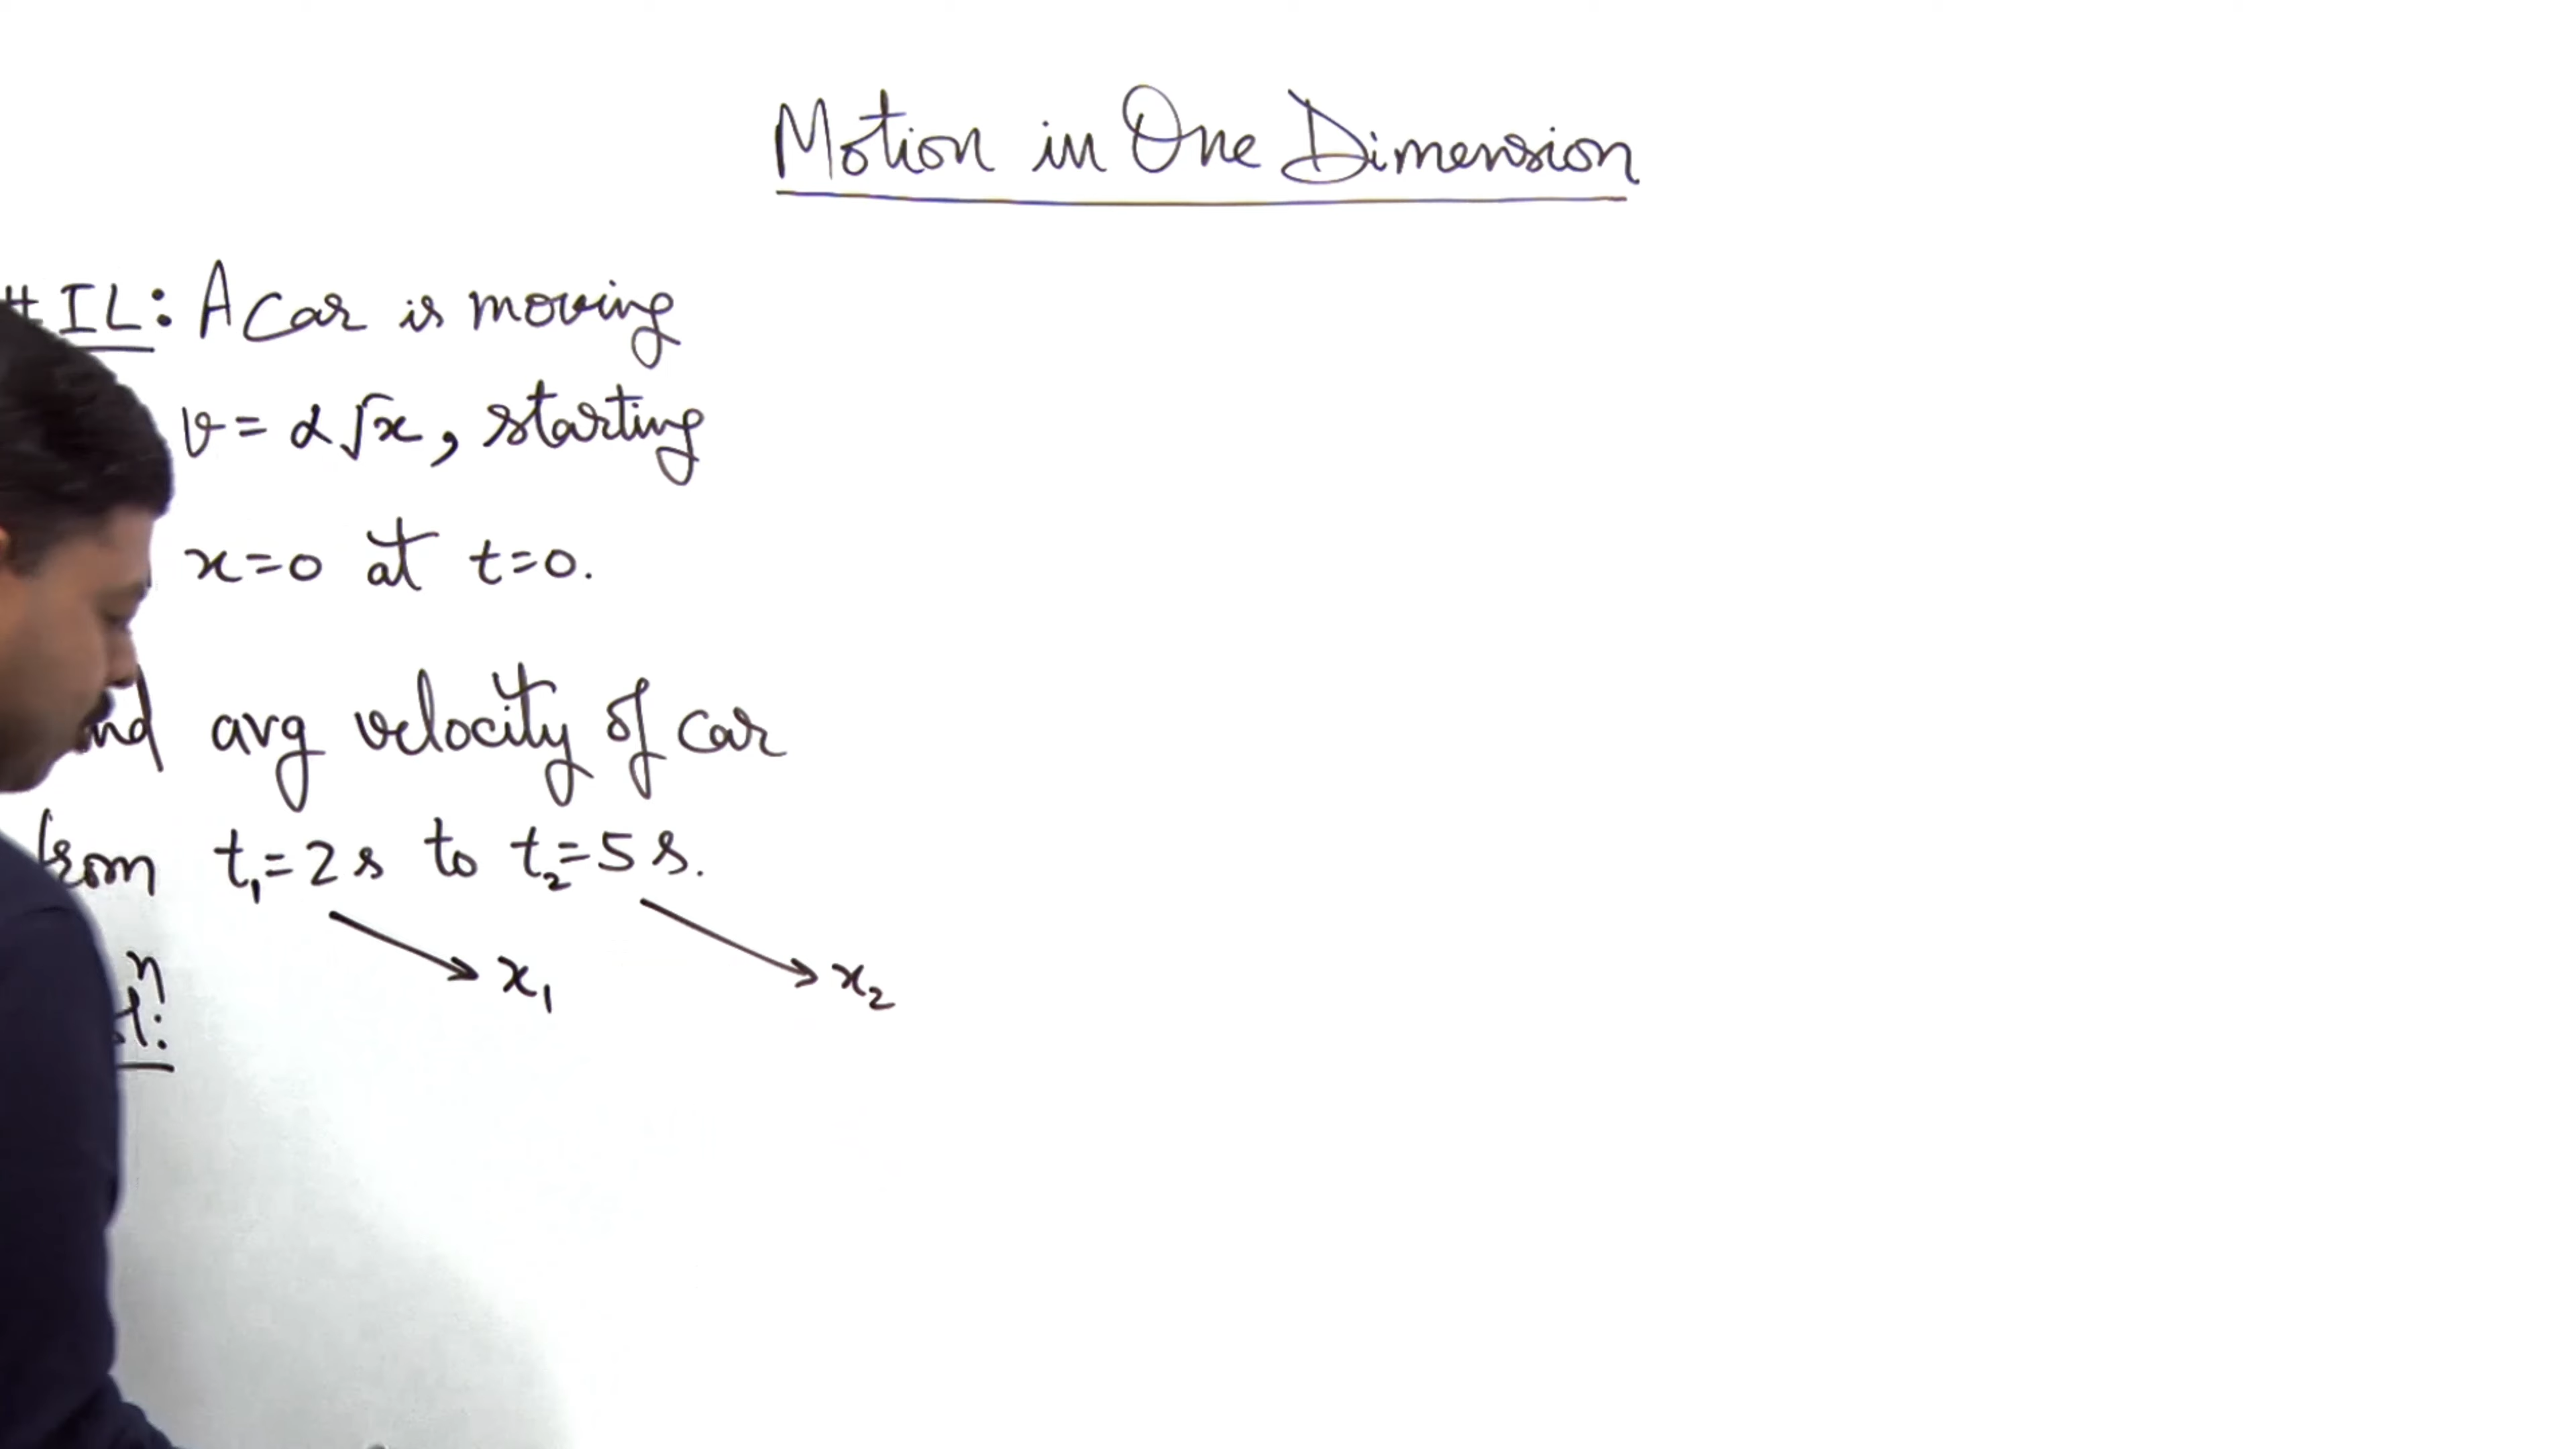 Motion in One Dimension
# IL: A Car is moving
v = α√x, starting
x=0 at t=0.
avg velocity of car
from t₁=2s to t₂=5s.
x₁ x₂